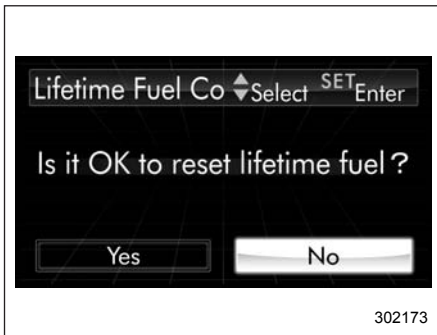 Lifetime Fuel Co Select SET Enter
Is it OK to reset lifetime fuel ?
Yes No
302173